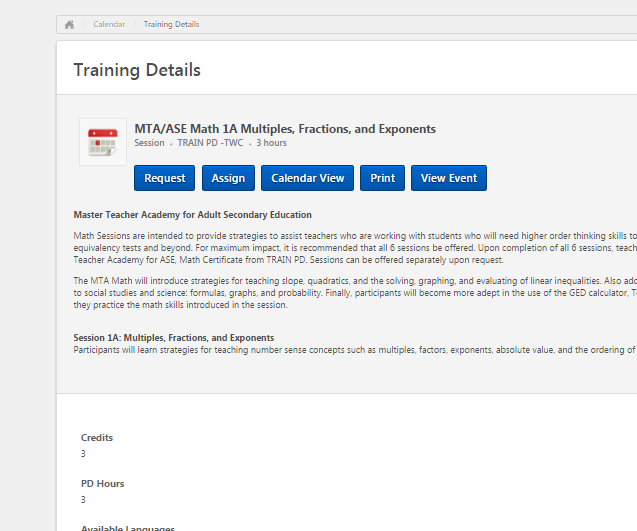 Calendar Training Details
Training Details
MTA/ASE Math 1A Multiples, Fractions, and Exponents
Session • TRAIN PD -TWC • 3 hours
Request Assign Calendar View Print View Event
Master Teacher Academy for Adult Secondary Education
Math Sessions are intended to provide strategies to assist teachers who are working with students who will need higher order thinking skills to
equivalency tests and beyond. For maximum impact, it is recommended that all 6 sessions be offered. Upon completion of all 6 sessions, teach
Teacher Academy for ASE, Math Certificate from TRAIN PD. Sessions can be offered separately upon request.
The MTA Math will introduce strategies for teaching slope, quadratics, and the solving, graphing, and evaluating of linear inequalities. Also add
to social studies and science: formulas, graphs, and probability. Finally, participants will become more adept in the use of the GED calculator, T
they practice the math skills introduced in the session.
Session 1A: Multiples, Fractions, and Exponents
Participants will learn strategies for teaching number sense concepts such as multiples, factors, exponents, absolute value, and the ordering of
Credits
3
PD Hours
3
Available Languages